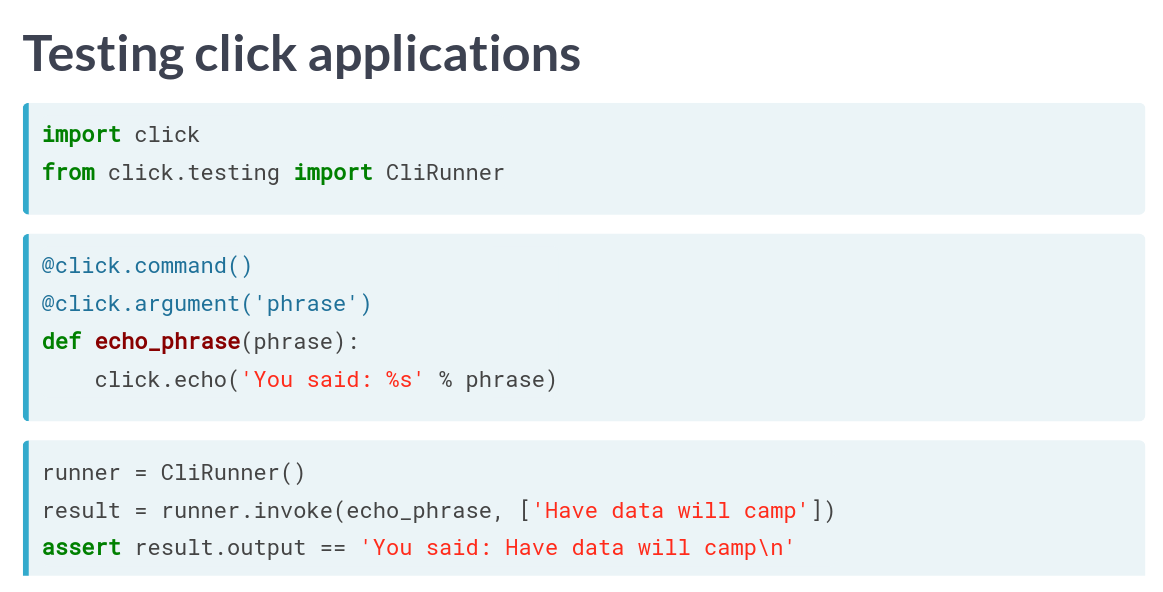 Testing click applications
import click
from click.testing import CliRunner
@click.command()
@click.argument('phrase')
def echo_phrase(phrase):
    click.echo('You said: %s' % phrase)
runner = CliRunner()
result = runner.invoke(echo_phrase, ['Have data will camp'])
assert result.output == 'You said: Have data will camp\n'